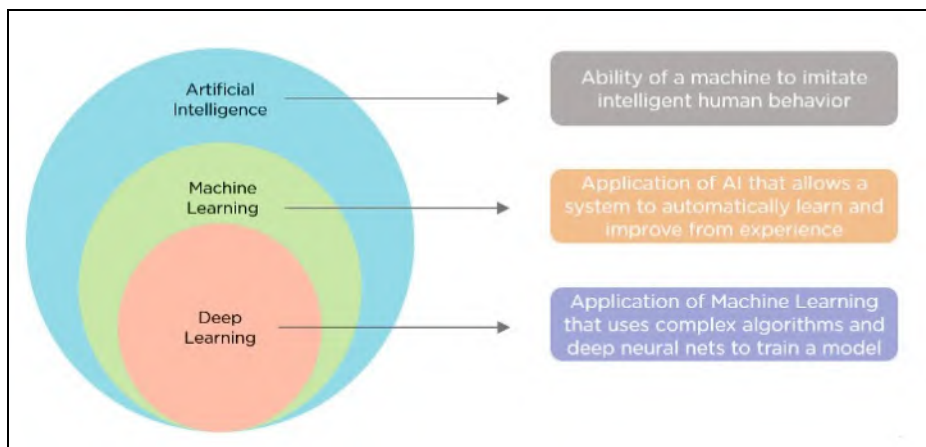 Artificial
Intelligence
Ability of a machine to imitate
intelligent human behavior
Machine
Learning
Application of AI that allows a
system to automatically learn and
improve from experience
Deep
Learning
Application of Machine Learning
that uses complex algorithms and
deep neural nets to train a model